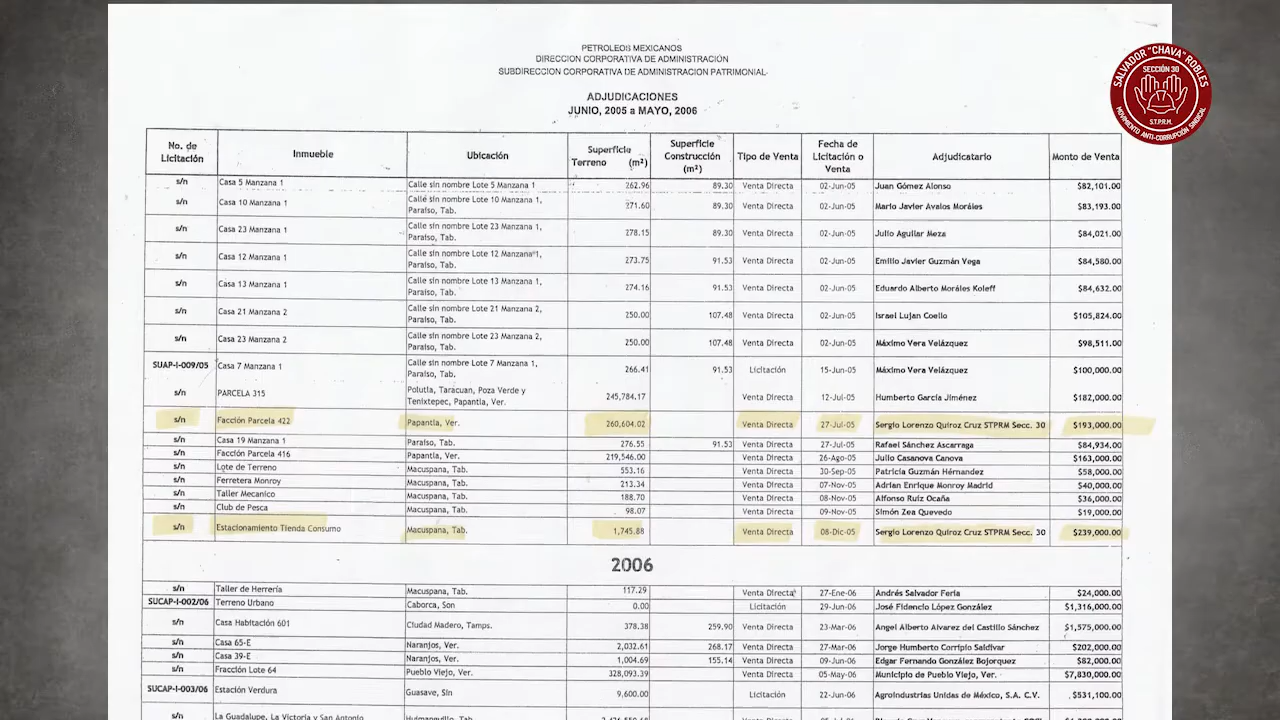 PETROLEOS MEXICANOS
DIRECCION CORPORATIVA DE ADMINISTRACIÓN
SUBDIRECCION CORPORATIVA DE ADMINISTRACION PATRIMONIAL
ADJUDICACIONES
JUNIO, 2005 a MAYO, 2006
SALVADOR "CHAVA" ROBLES
SECCIÓN 30
S.T.P.R.M.
MOVIMIENTO ANTI-CORRUPCIÓN SINDICAL
No. de Licitación Inmueble Ubicación Superficie Terreno (m²) Superficie Construcción (m²) Tipo de Venta Fecha de Licitación o Venta Adjudicatario Monto de Venta
s/n Casa 5 Manzana 1 Calle sin nombre Lote 5 Manzana 1 262.96 89.30 Venta Directa 02-Jun-05 Juan Gómez Alonso $82,101.00
s/n Casa 10 Manzana 1 Calle sin nombre Lote 10 Manzana 1, Paraíso, Tab. 271.60 89.30 Venta Directa 02-Jun-05 Mario Javier Avalos Moráles $83,193.00
s/n Casa 23 Manzana 1 Calle sin nombre Lote 23 Manzana 1, Paraíso, Tab. 278.15 89.30 Venta Directa 02-Jun-05 Julio Aguilar Meza $84,021.00
s/n Casa 12 Manzana 1 Calle sin nombre Lote 12 Manzana 1, Paraíso, Tab. 273.75 91.53 Venta Directa 02-Jun-05 Emilio Javier Guzmán Vega $84,580.00
s/n Casa 13 Manzana 1 Calle sin nombre Lote 13 Manzana 1, Paraíso, Tab. 274.16 91.53 Venta Directa 02-Jun-05 Eduardo Alberto Moráles Koleff $84,632.00
s/n Casa 21 Manzana 2 Calle sin nombre Lote 21 Manzana 2, Paraíso, Tab. 250.00 107.48 Venta Directa 02-Jun-05 Israel Lujan Coello $105,824.00
s/n Casa 23 Manzana 2 Calle sin nombre Lote 23 Manzana 2, Paraíso, Tab. 250.00 107.48 Venta Directa 02-Jun-05 Máximo Vera Velázquez $98,511.00
SUAP-I-009/05 Casa 7 Manzana 1 Calle sin nombre Lote 7 Manzana 1, Paraíso, Tab. 266.41 91.53 Licitación 15-Jun-05 Máximo Vera Velázquez $100,000.00
s/n PARCELA 315 Polutla, Taracuan, Poza Verde y Tenixtepec, Papantla, Ver. 245,784.17 Venta Directa 12-Jul-05 Humberto García Jiménez $182,000.00
s/n Facción Parcela 422 Papantla, Ver. 260,604.02 Venta Directa 27-Jul-05 Sergio Lorenzo Quiroz Cruz STPRM Secc. 30 $193,000.00
s/n Casa 19 Manzana 1 Paraíso, Tab. 276.55 91.53 Venta Directa 27-Jul-05 Rafael Sánchez Ascarraga $84,934.00
s/n Facción Parcela 416 Papantla, Ver. 219,546.00 Venta Directa 26-Ago-05 Julio Casanova Canova $163,000.00
s/n Lote de Terreno Macuspana, Tab. 553.16 Venta Directa 30-Sep-05 Patricia Guzmán Hérnandez $58,000.00
s/n Ferretera Monroy Macuspana, Tab. 213.34 Venta Directa 07-Nov-05 Adrian Enrique Monroy Madrid $40,000.00
s/n Taller Mecanico Macuspana, Tab. 188.70 Venta Directa 08-Nov-05 Alfonso Ruiz Ocaña $36,000.00
s/n Club de Pesca Macuspana, Tab. 98.07 Venta Directa 09-Nov-05 Simón Zea Quevedo $19,000.00
s/n Estacionamiento Tienda Consumo Macuspana, Tab. 1,745.88 Venta Directa 08-Dic-05 Sergio Lorenzo Quiroz Cruz STPRM Secc. 30 $239,000.00
2006
s/n Taller de Herrería Macuspana, Tab. 117.29 Venta Directa 27-Ene-06 Andrés Salvador Feria $24,000.00
SUCAP-I-002/06 Terreno Urbano Caborca, Son 0.00 Licitación 29-Jun-06 José Fidencio López González $1,316,000.00
s/n Casa Habitación 601 Ciudad Madero, Tamps. 378.38 259.90 Venta Directa 23-Mar-06 Angel Alberto Alvarez del Castillo Sánchez $1,575,000.00
s/n Casa 65-E Naranjos, Ver. 2,032.61 268.17 Venta Directa 27-Mar-06 Jorge Humberto Corripio Saldivar $202,000.00
s/n Casa 39-E Naranjos, Ver. 1,004.69 155.14 Venta Directa 09-Jun-06 Edgar Fernando González Bojorquez $82,000.00
s/n Fracción Lote 64 Pueblo Viejo, Ver. 328,093.39 Venta Directa 05-May-06 Municipio de Pueblo Viejo, Ver. $7,830,000.00
SUCAP-I-003/06 Estación Verdura Guasave, Sin 9,600.00 Licitación 22-Jun-06 Agroindustrias Unidas de México, S.A. C.V. $531,100.00
s/n La Guadalupe, La Victoria y San Antonio Huimanguillo, Tab. Venta Directa